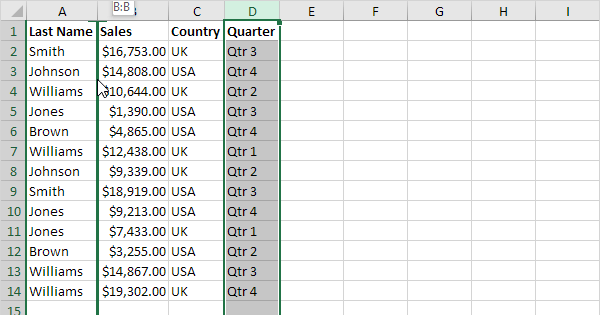 B:B
A B C D E F G H I
1 Last Name Sales Country Quarter
2 Smith $16,753.00 UK Qtr 3
3 Johnson $14,808.00 USA Qtr 4
4 Williams $10,644.00 UK Qtr 2
5 Jones $1,390.00 USA Qtr 3
6 Brown $4,865.00 USA Qtr 4
7 Williams $12,438.00 UK Qtr 1
8 Johnson $9,339.00 UK Qtr 2
9 Smith $18,919.00 USA Qtr 3
10 Jones $9,213.00 USA Qtr 4
11 Jones $7,433.00 UK Qtr 1
12 Brown $3,255.00 USA Qtr 2
13 Williams $14,867.00 USA Qtr 3
14 Williams $19,302.00 UK Qtr 4
15